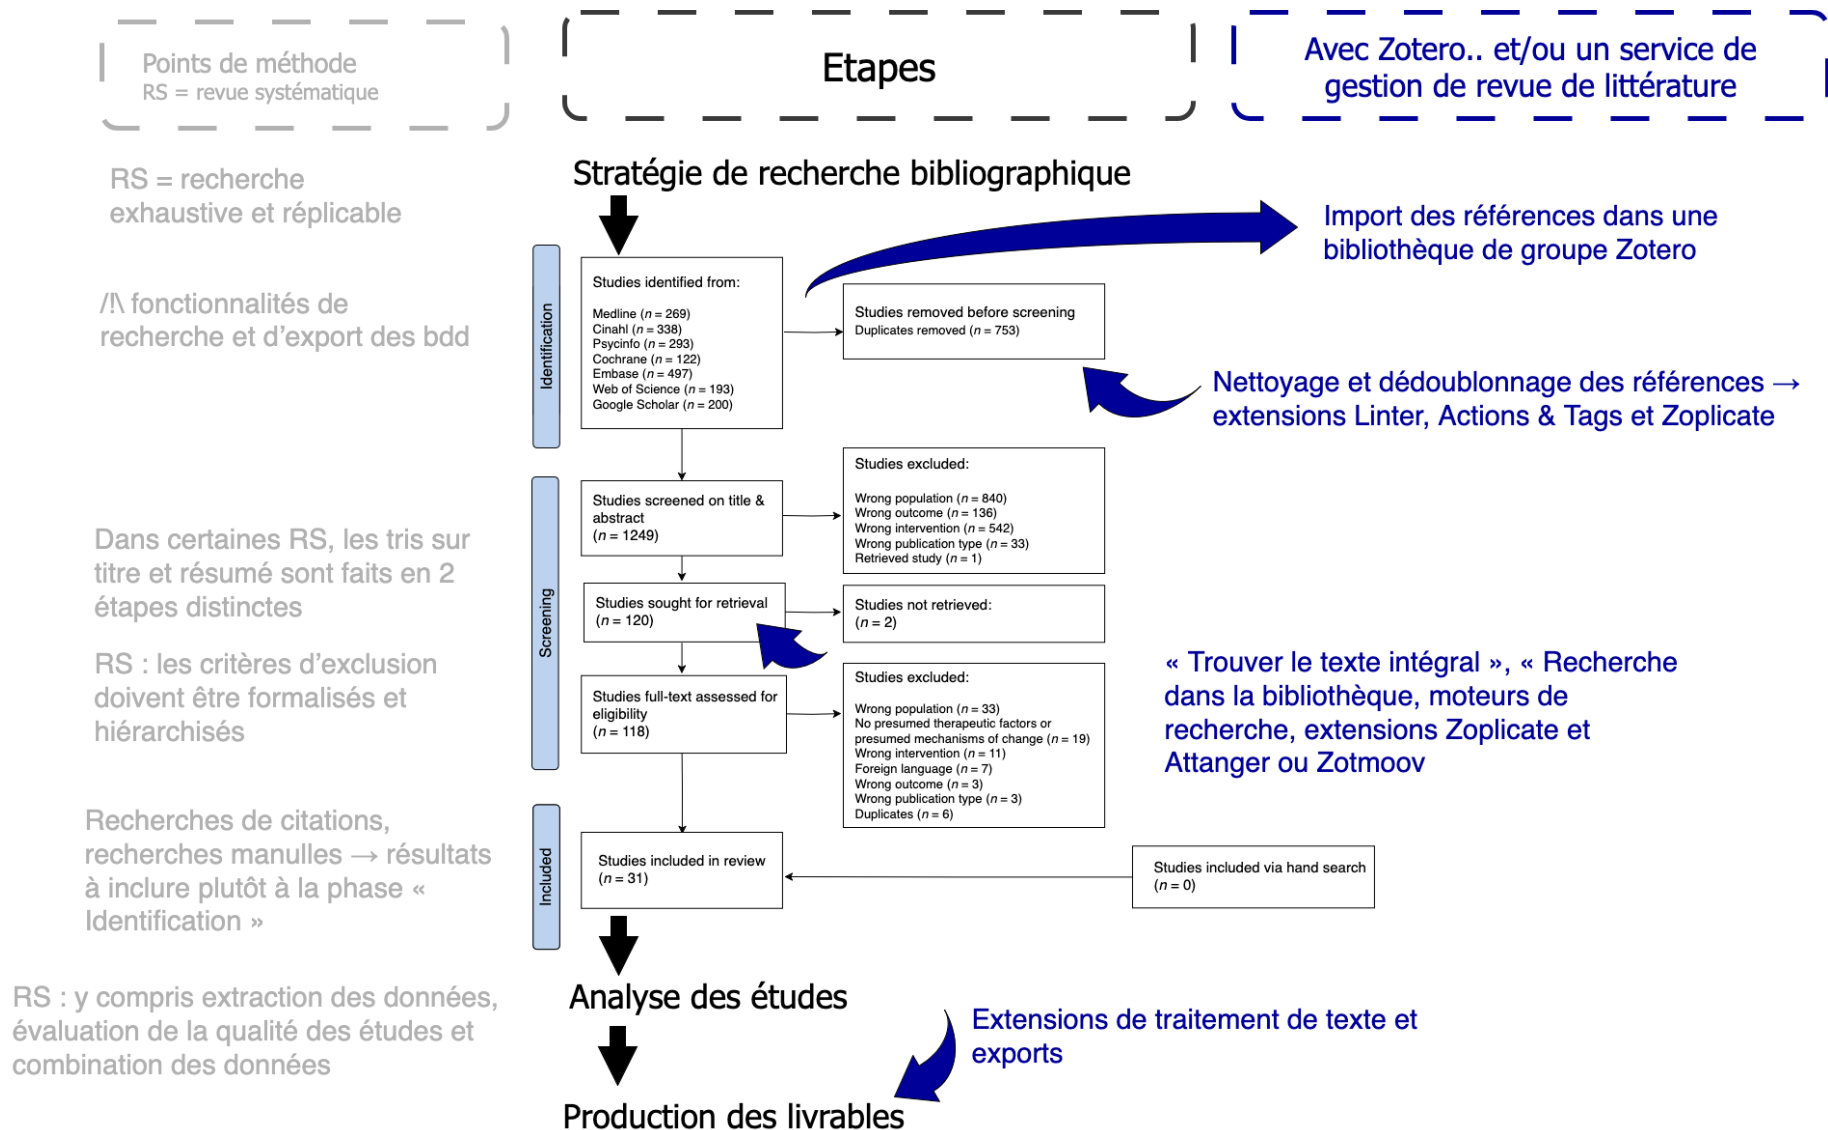 Points de méthode
RS = revue systématique
Etapes
Avec Zotero.. et/ou un service de
gestion de revue de littérature
RS = recherche
exhaustive et réplicable
/!\ fonctionnalités de
recherche et d'export des bdd
Dans certaines RS, les tris sur
titre et résumé sont faits en 2
étapes distinctes
RS : les critères d'exclusion
doivent être formalisés et
hiérarchisés
Recherches de citations,
recherches manulles → résultats
à inclure plutôt à la phase «
Identification »
RS : y compris extraction des données,
évaluation de la qualité des études et
combination des données
Stratégie de recherche bibliographique
Identification
Studies identified from:
Medline (n = 269)
Cinahl (n = 338)
Psycinfo (n = 293)
Cochrane (n = 122)
Embase (n = 497)
Web of Science (n = 193)
Google Scholar (n = 200)
Studies removed before screening
Duplicates removed (n = 753)
Screening
Studies screened on title &
abstract
(n = 1249)
Studies excluded:
Wrong population (n = 840)
Wrong outcome (n = 136)
Wrong intervention (n = 542)
Wrong publication type (n = 33)
Retrieved study (n = 1)
Studies sought for retrieval
(n = 120)
Studies not retrieved:
(n = 2)
Studies full-text assessed for
eligibility
(n = 118)
Studies excluded:
Wrong population (n = 33)
No presumed therapeutic factors or
presumed mechanisms of change (n = 19)
Wrong intervention (n = 11)
Foreign language (n = 7)
Wrong outcome (n = 3)
Wrong publication type (n = 3)
Duplicates (n = 6)
Included
Studies included in review
(n = 31)
Studies included via hand search
(n = 0)
Analyse des études
Production des livrables
Import des références dans une
bibliothèque de groupe Zotero
Nettoyage et dédoublonnage des références →
extensions Linter, Actions & Tags et Zoplicate
« Trouver le texte intégral », « Recherche
dans la bibliothèque, moteurs de
recherche, extensions Zoplicate et
Attanger ou Zotmoov
Extensions de traitement de texte et
exports